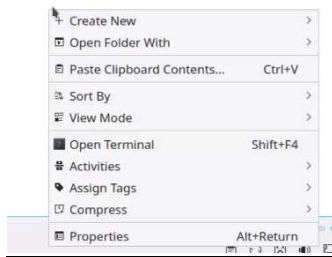 Create New
Open Folder With
Paste Clipboard Contents... Ctrl+V
Sort By
View Mode
Open Terminal Shift+F4
Activities
Assign Tags
Compress
Properties Alt+Return